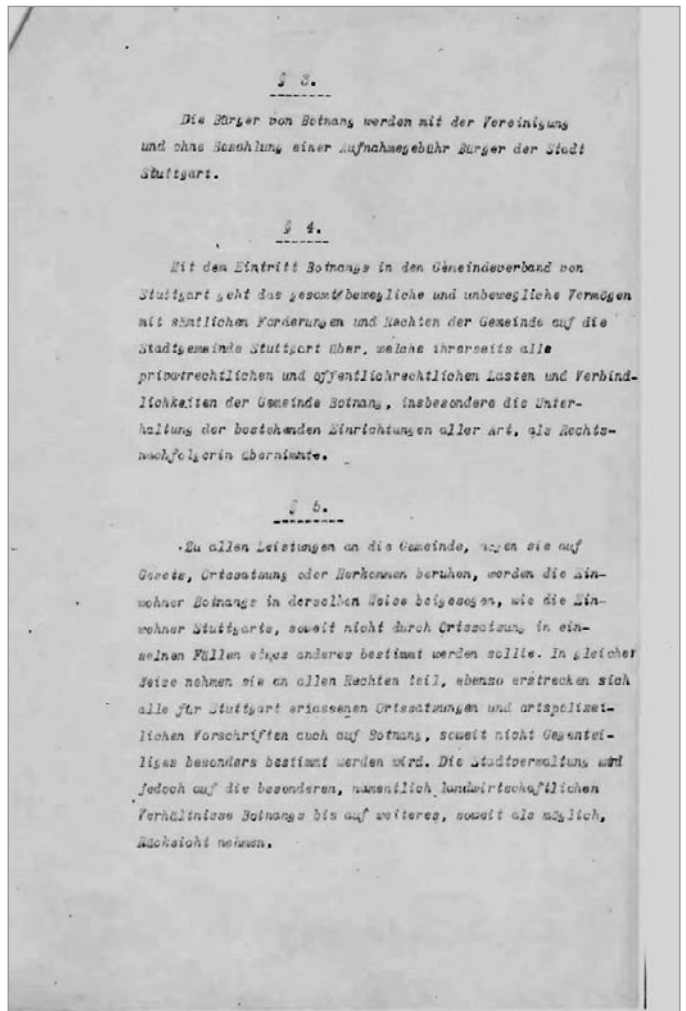 § 3.
Die Bürger von Botnang werden mit der Vereinigung
und ohne Bezahlung einer Aufnahmegebühr Bürger der Stadt
Stuttgart.
§ 4.
Mit dem Eintritt Botnangs in den Gemeindeverband von
Stuttgart geht das gesamte bewegliche und unbewegliche Vermögen
mit sämtlichen Forderungen und Rechten der Gemeinde auf die
Stadtgemeinde Stuttgart über, welche ihrerseits alle
privatrechtlichen und öffentlichrechtlichen Lasten und Verbind-
lichkeiten der Gemeinde Botnang, insbesondere die Unter-
haltung der bestehenden Einrichtungen aller Art, als Rechts-
nachfolgerin übernimmt.
§ 5.
Zu allen Leistungen an die Gemeinde, mögen sie auf
Gesetz, Ortssatzung oder Herkommen beruhen, werden die Ein-
wohner Botnangs in derselben Weise beigezogen, wie die Ein-
wohner Stuttgarts, soweit nicht durch Ortssatzung in ein-
zelnen Fällen etwas anderes bestimmt werden sollte. In gleicher
Weise nehmen sie an allen Rechten teil, ebenso erstrecken sich
alle für Stuttgart erlassenen Ortssatzungen und ortspolizei-
lichen Vorschriften auch auf Botnang, soweit nicht Gegentei-
liges besonders bestimmt werden wird. Die Stadtverwaltung wird
jedoch auf die besonderen, namentlich landwirtschaftlichen
Verhältnisse Botnangs bis auf weiteres, soweit als möglich,
Rücksicht nehmen.